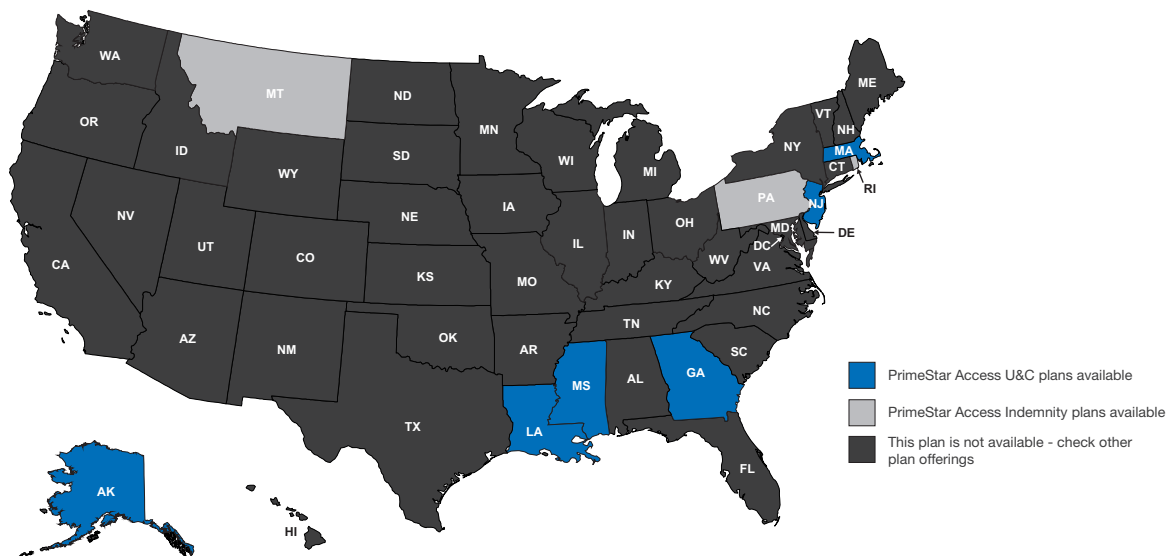 WA
MT
ND
MN
ME
VT
NH
OR
ID
SD
WI
MI
NY
MA
CT
RI
WY
NV
NE
IA
PA
NJ
CA
UT
CO
IL
IN
OH
MD
DE
DC
WV
VA
KS
MO
KY
AZ
NM
OK
AR
TN
NC
SC
MS
AL
GA
TX
LA
FL
AK
HI
PrimeStar Access U&C plans available
PrimeStar Access Indemnity plans available
This plan is not available - check other
plan offerings